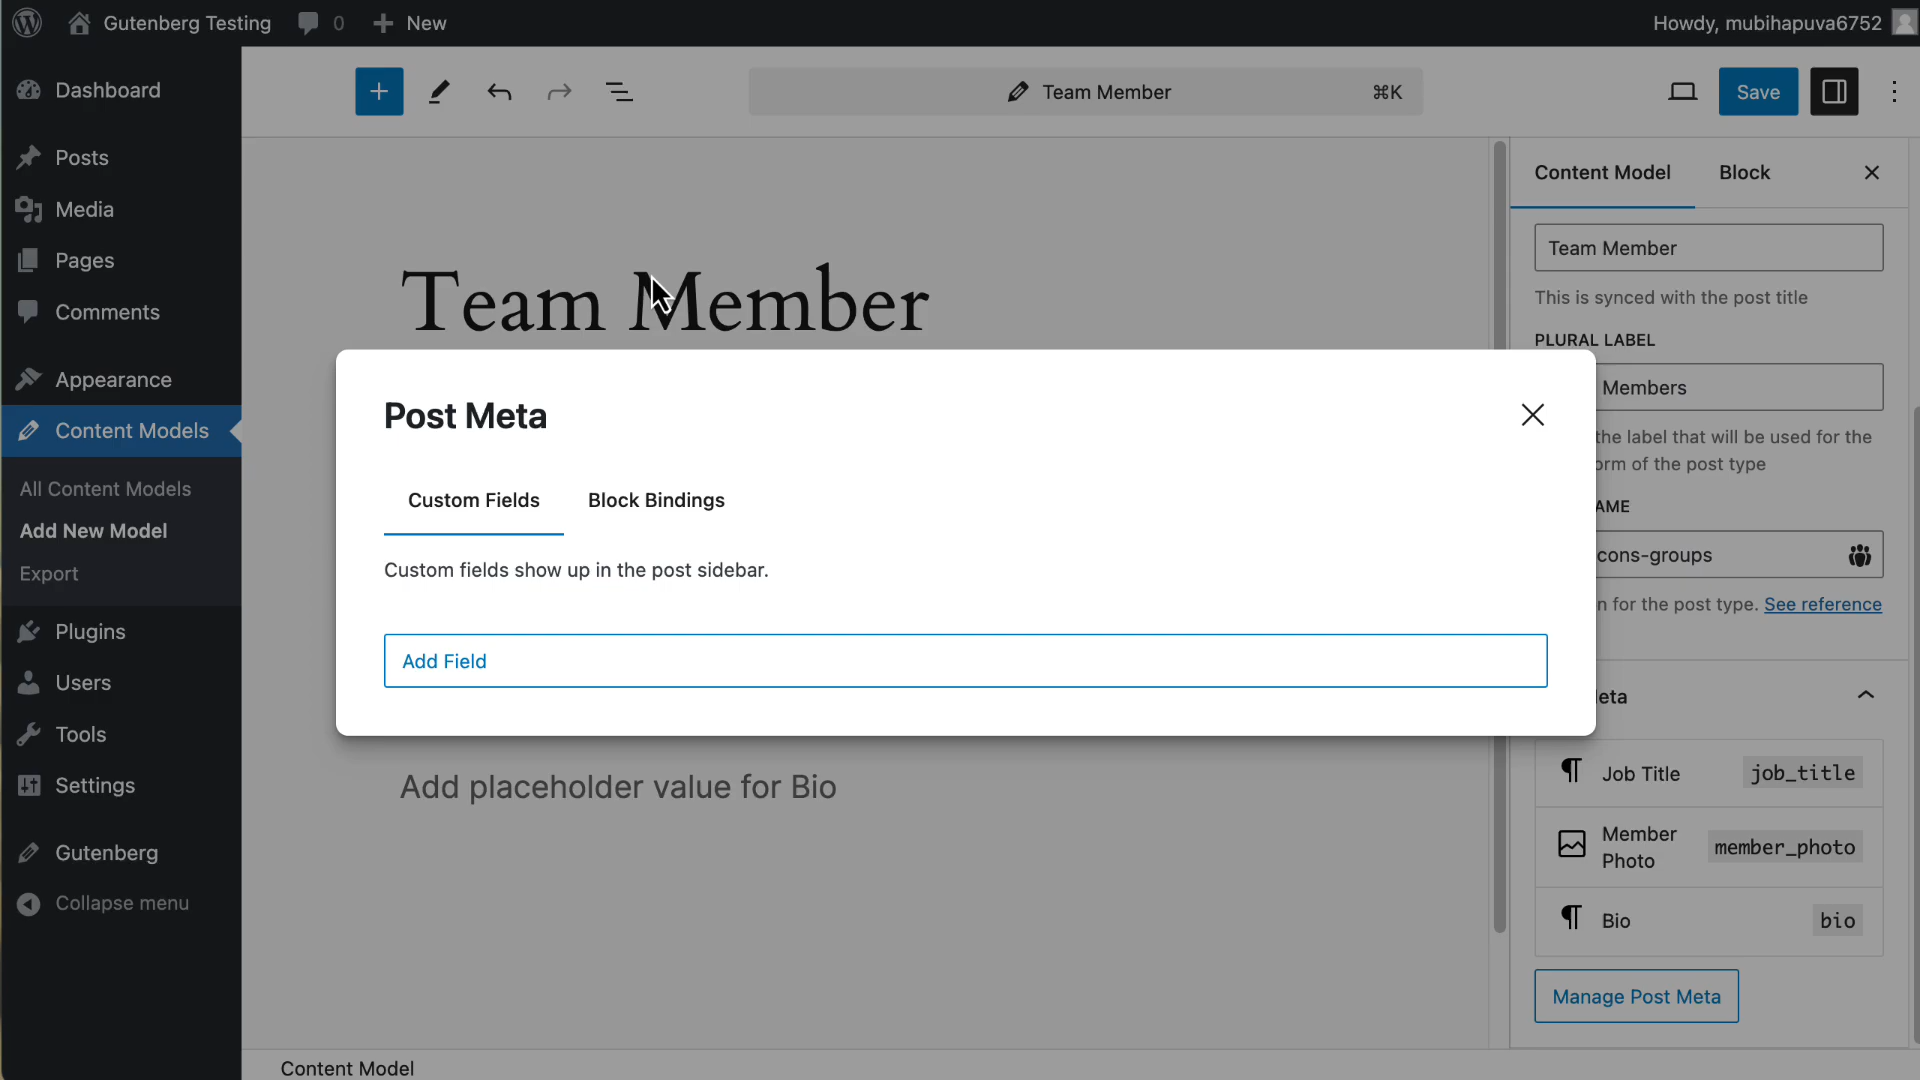 Gutenberg Testing
0
New
Howdy, mubihapuva6752
Dashboard
Posts
Media
Pages
Comments
Appearance
Content Models
All Content Models
Add New Model
Export
Plugins
Users
Tools
Settings
Gutenberg
Collapse menu
Team Member
⌘K
Save
Team Member
Post Meta
Custom Fields
Block Bindings
Custom fields show up in the post sidebar.
Add Field
Add placeholder value for Bio
Content Model
Block
Team Member
This is synced with the post title
PLURAL LABEL
Members
the label that will be used for the
orm of the post type
AME
cons-groups
n for the post type. See reference
eta
Job Title
job_title
Member
Photo
member_photo
Bio
bio
Manage Post Meta
Content Model